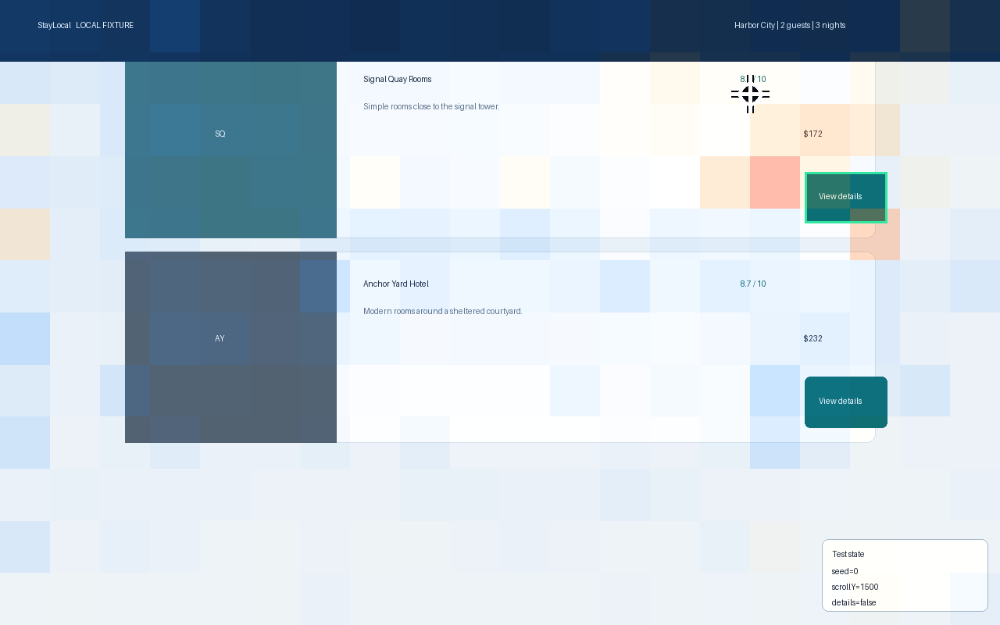 StayLocal LOCAL FIXTURE
Harbor City | 2 guests | 3 nights
Signal Quay Rooms
/ 10
Simple rooms close to the signal tower.
SQ
$172
View details
Anchor Yard Hotel
8.7 / 10
Modern rooms around a sheltered courtyard.
AY
$232
View details
Test state
seed=0
scrollY=1500
details=false